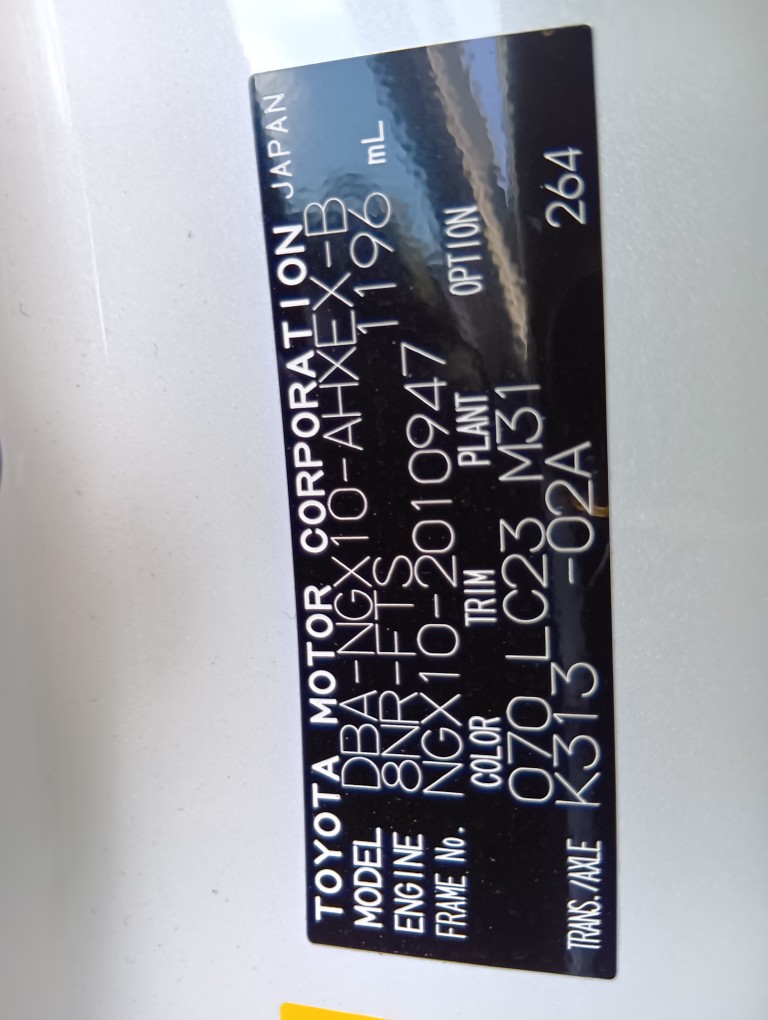 TOYOTA MOTOR CORPORATION JAPAN
MODEL DBA-NGX10-AHXEX-B
ENGINE 8NR-FTS 1196 mL
FRAME No. NGX10-2010947
COLOR TRIM PLANT OPTION
070 LC23 M31
TRANS./AXLE K313 -02A 264